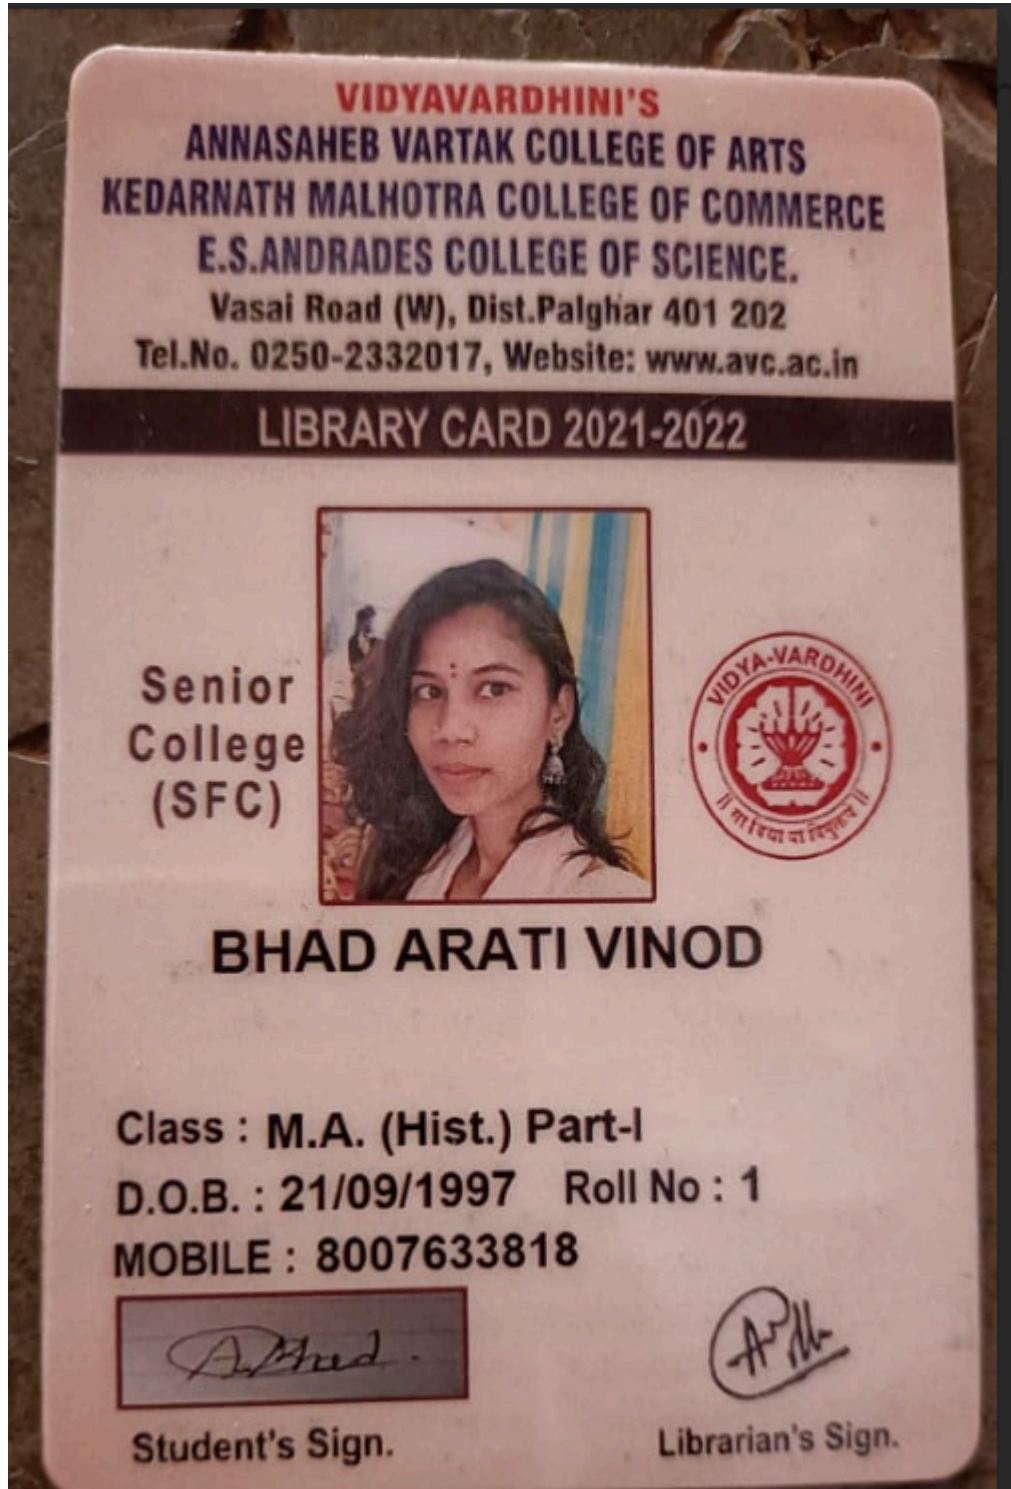 VIDYAVARDHINI'S
ANNASAHEB VARTAK COLLEGE OF ARTS
KEDARNATH MALHOTRA COLLEGE OF COMMERCE
E.S.ANDRADES COLLEGE OF SCIENCE.
Vasai Road (W), Dist.Palghar 401 202
Tel.No. 0250-2332017, Website: www.avc.ac.in
LIBRARY CARD 2021-2022
Senior
College
(SFC)
VIDYA-VARDHINI
॥ सा विद्या या विमुक्तये ॥
BHAD ARATI VINOD
Class : M.A. (Hist.) Part-I
D.O.B. : 21/09/1997 Roll No : 1
MOBILE : 8007633818
A.Bhad.
Student's Sign.
Librarian's Sign.